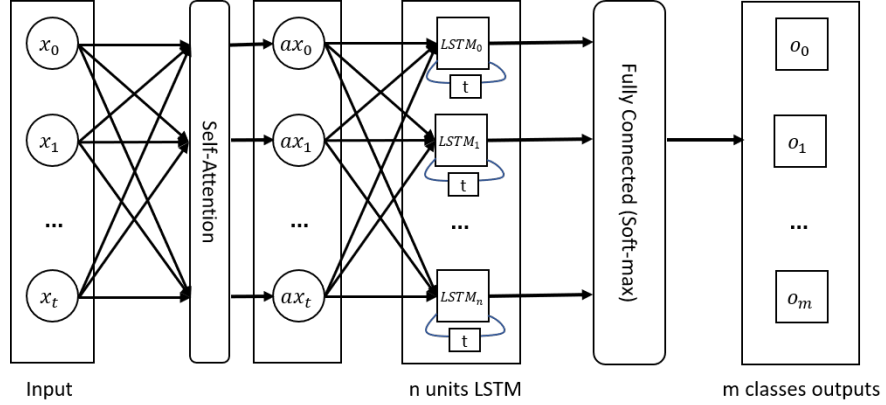 x₀
x₁
...
xₜ
Input
Self-Attention
ax₀
ax₁
...
axₜ
LSTM₀
t
LSTM₁
t
...
LSTMₙ
t
n units LSTM
Fully Connected (Soft-max)
o₀
o₁
...
oₘ
m classes outputs